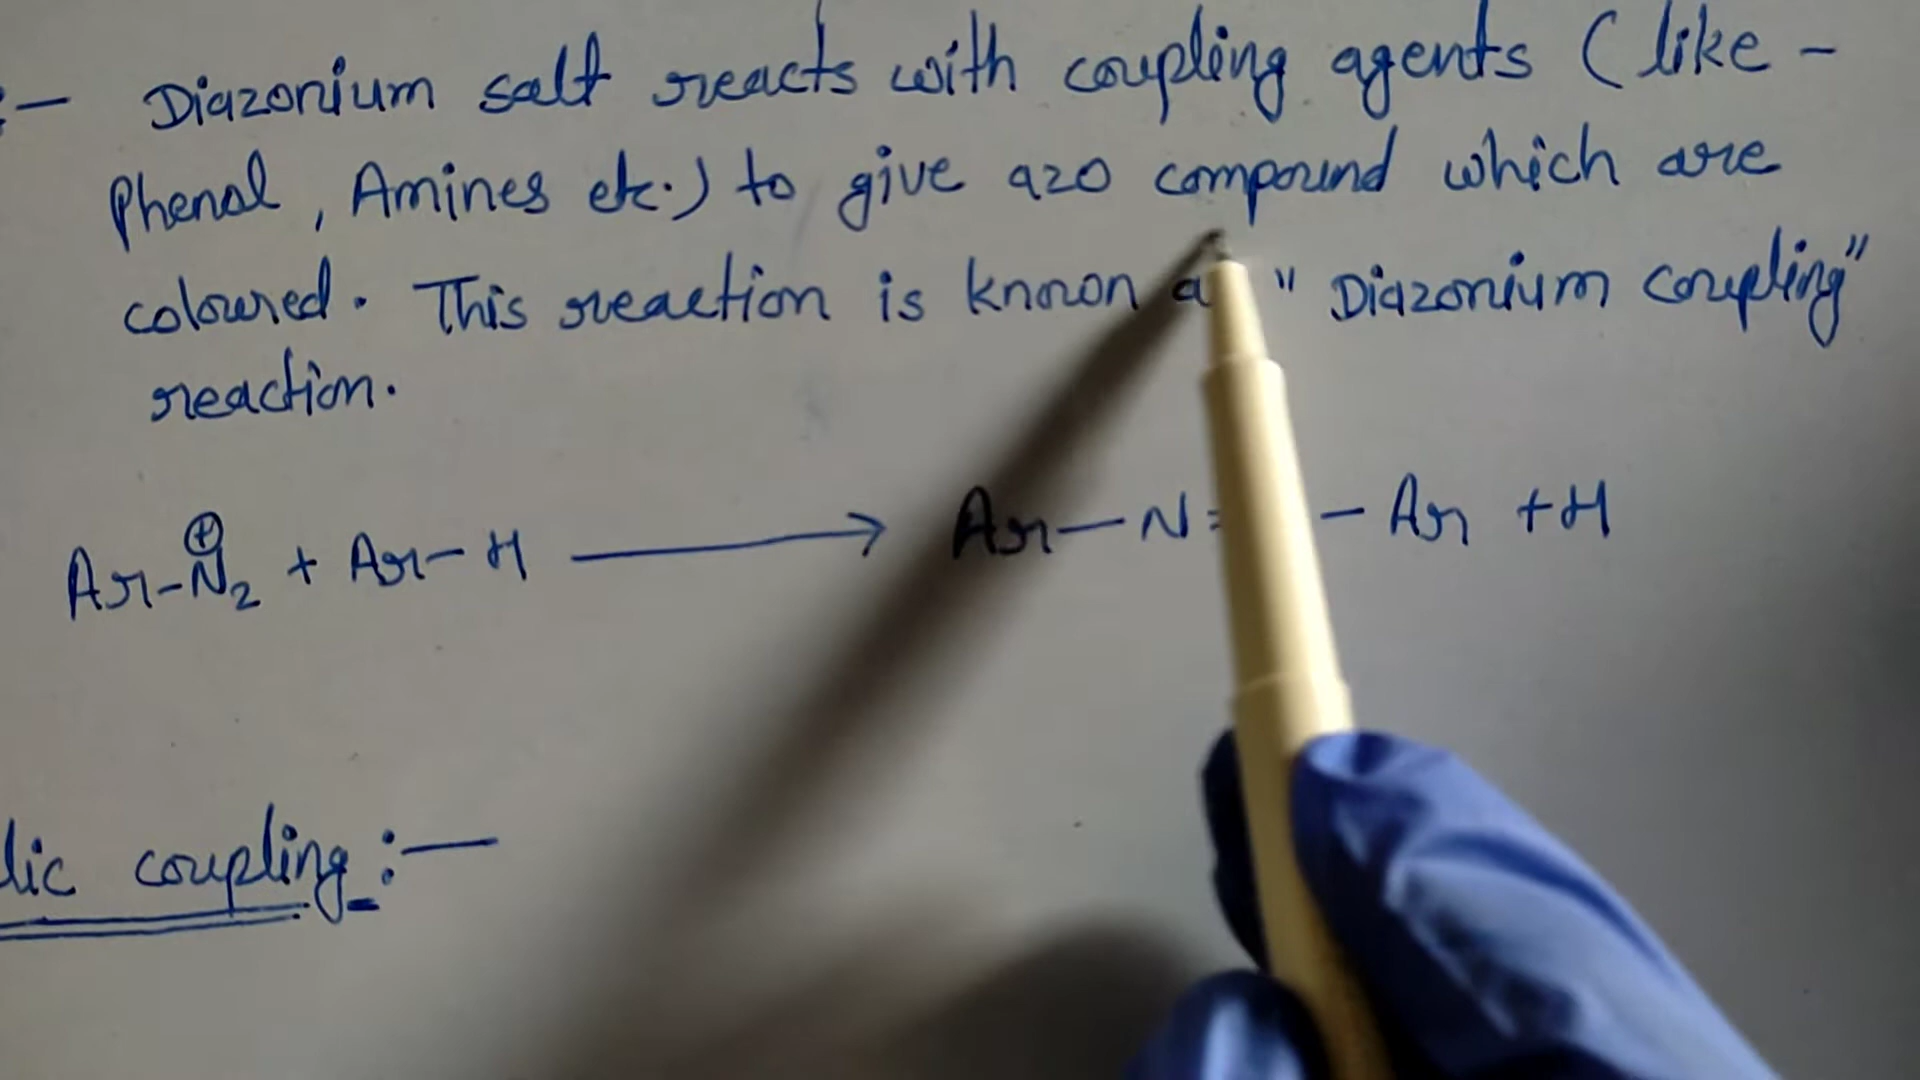 :- Diazonium salt reacts with coupling agents (like -
Phenol, Amines etc.) to give azo compound which are
coloured. This reaction is known a " Diazonium coupling"
reaction.
Ar-N₂⊕ + Ar-H ⟶ Ar-N= -Ar +H
lic coupling:-